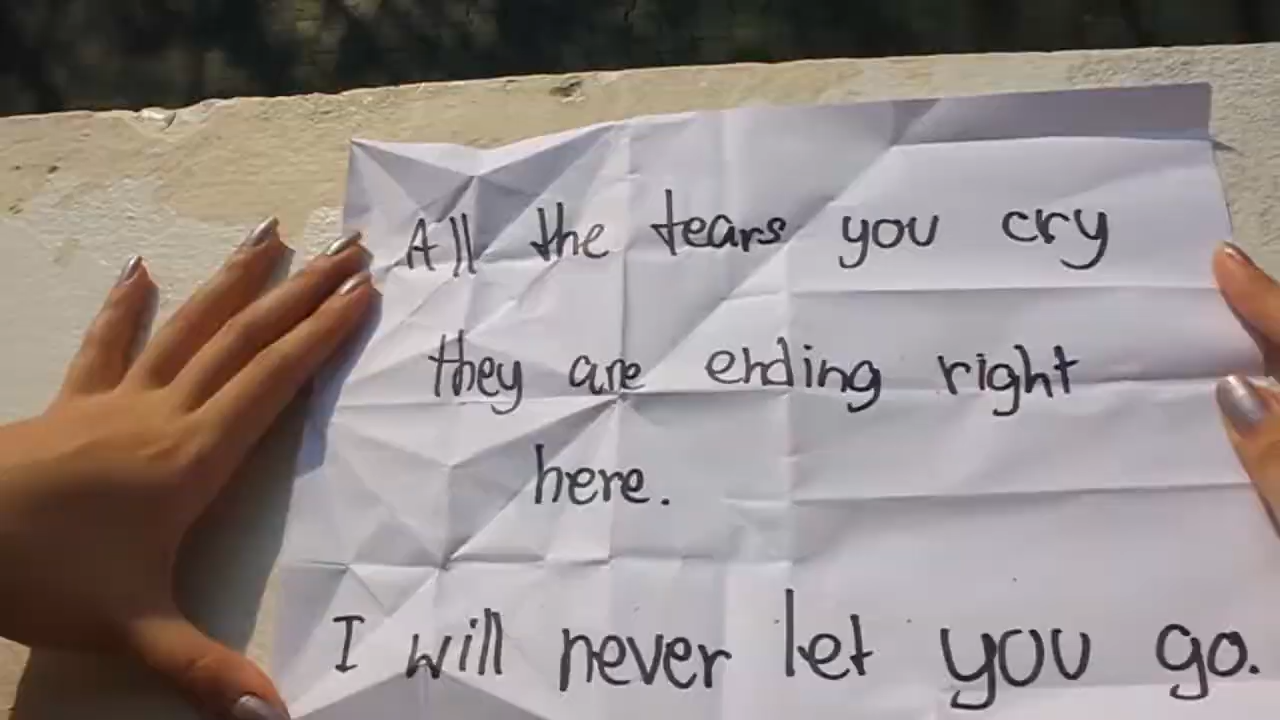 All the tears you cry
they are ending right
here.
I will never let you go.